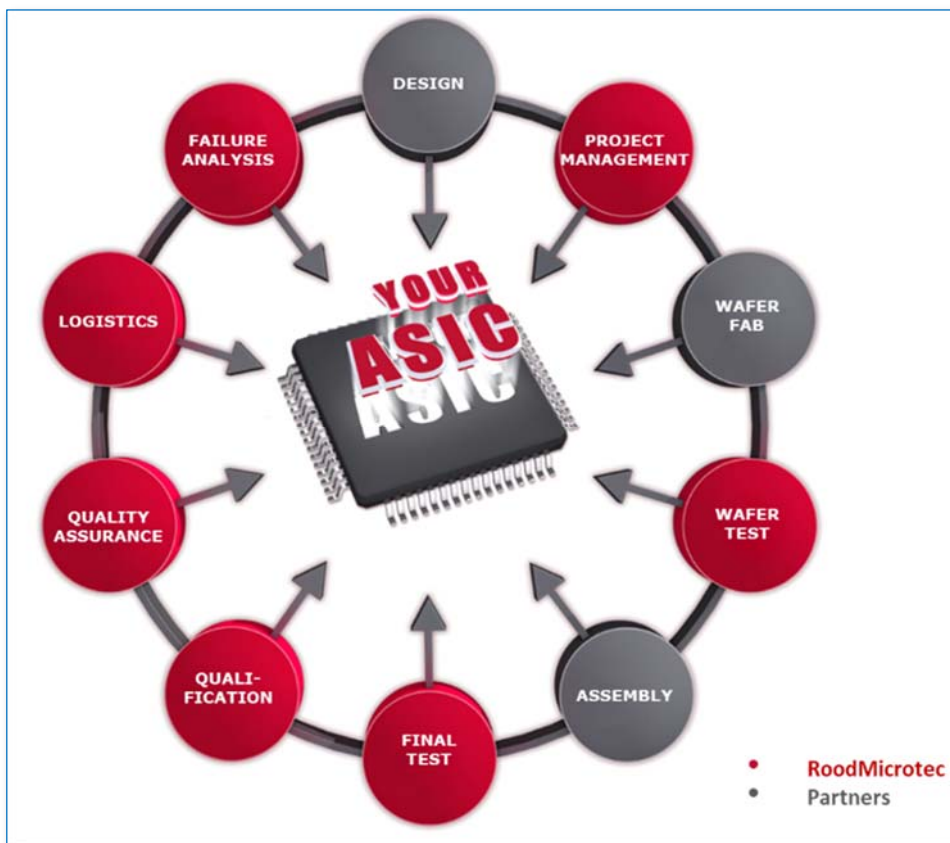 DESIGN
PROJECT
MANAGEMENT
WAFER
FAB
WAFER
TEST
ASSEMBLY
FINAL
TEST
QUALI-
FICATION
QUALITY
ASSURANCE
LOGISTICS
FAILURE
ANALYSIS
YOUR
ASIC
ASIC
• RoodMicrotec
• Partners